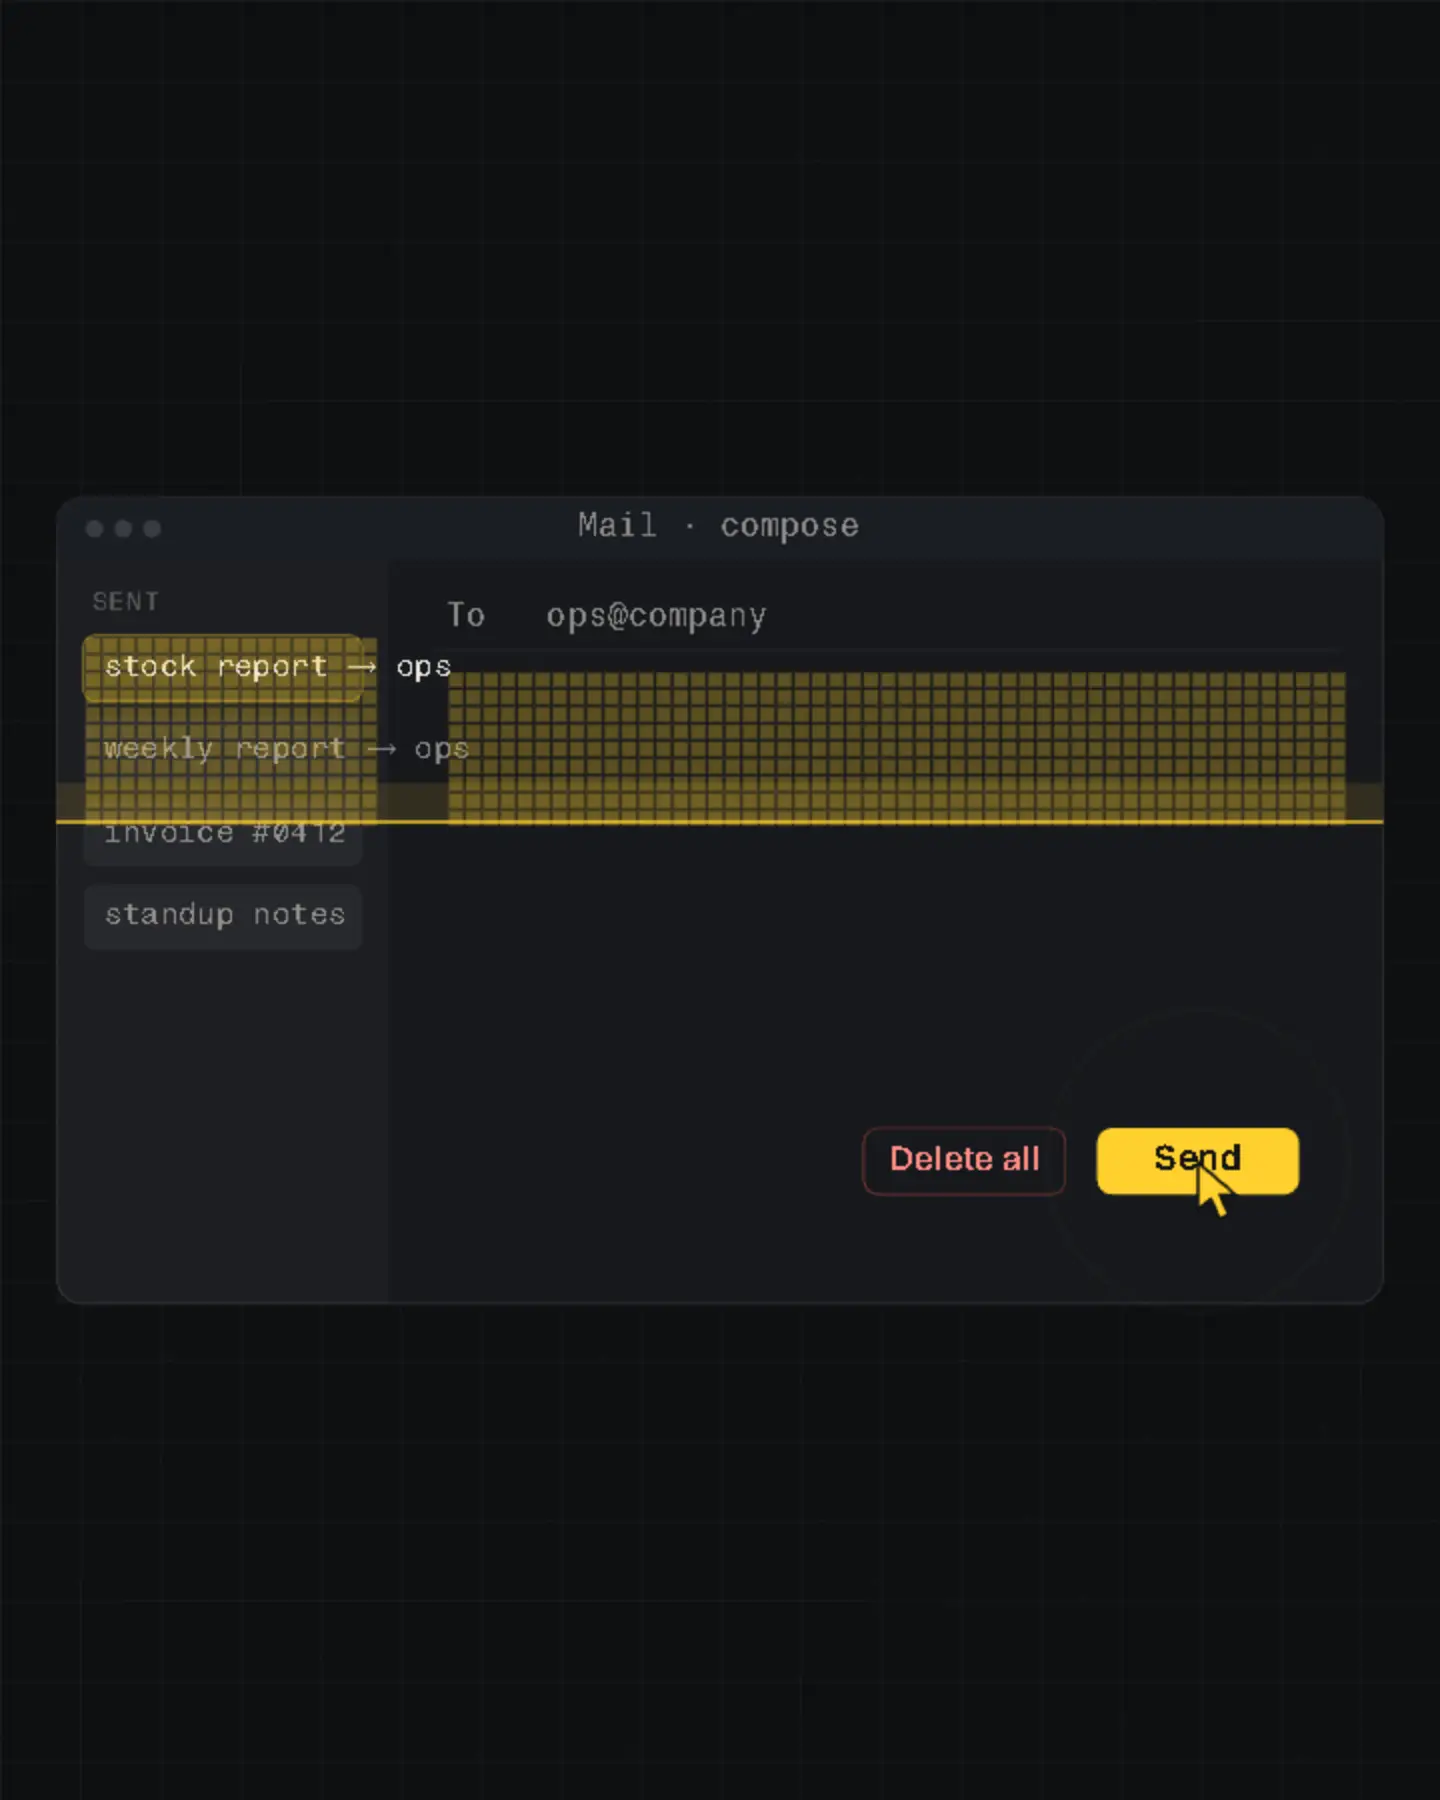 Mail · compose
SENT
To ops@company
stock report → ops
weekly report → ops
invoice #0412
standup notes
Delete all
Send